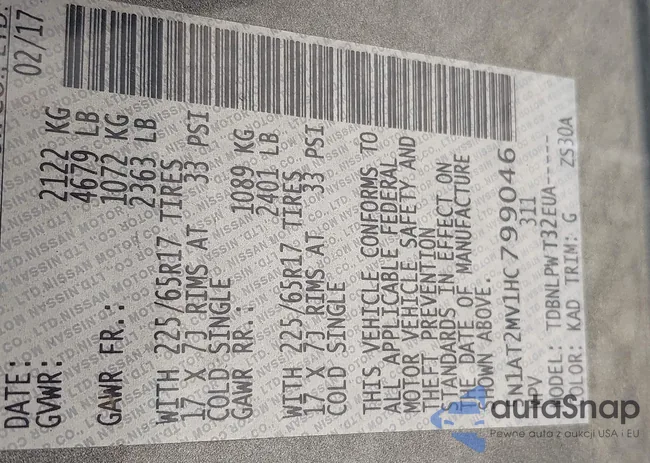 CO., LTD.
DATE: 02/17
GVWR: 2122 KG
4679 LB
GAWR FR.: 1072 KG
2363 LB
WITH 225/65R17 TIRES
17 X 7J RIMS AT 33 PSI
COLD SINGLE
GAWR RR.: 1089 KG
2401 LB
WITH 225/65R17 TIRES
17 X 7J RIMS AT 33 PSI
COLD SINGLE
THIS VEHICLE CONFORMS TO
ALL APPLICABLE FEDERAL
MOTOR VEHICLE SAFETY AND
THEFT PREVENTION
STANDARDS IN EFFECT ON
THE DATE OF MANUFACTURE
SHOWN ABOVE.
5N1AT2MV1HC799046
MPV 311
MODEL: TDBNLPWT32EUA-----
COLOR: KAD TRIM: G ZS30A
autoSnap
Pewne auta z aukcji USA i EU